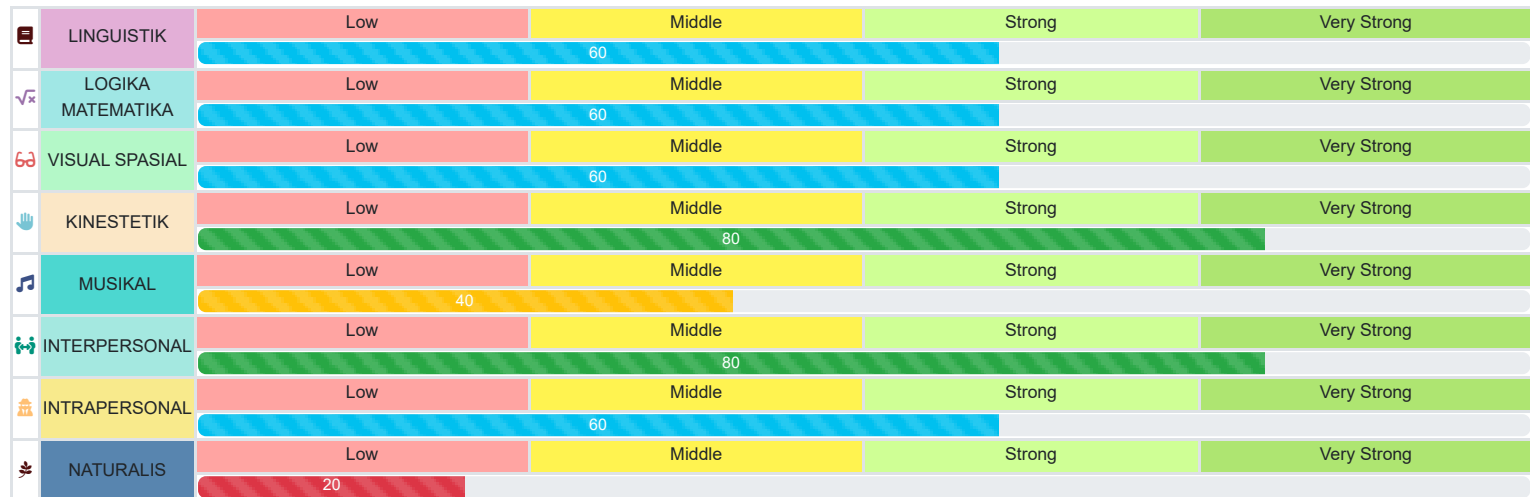 LINGUISTIK
Low Middle Strong Very Strong
60
LOGIKA
MATEMATIKA
Low Middle Strong Very Strong
60
VISUAL SPASIAL
Low Middle Strong Very Strong
60
KINESTETIK
Low Middle Strong Very Strong
80
MUSIKAL
Low Middle Strong Very Strong
40
INTERPERSONAL
Low Middle Strong Very Strong
80
INTRAPERSONAL
Low Middle Strong Very Strong
60
NATURALIS
Low Middle Strong Very Strong
20